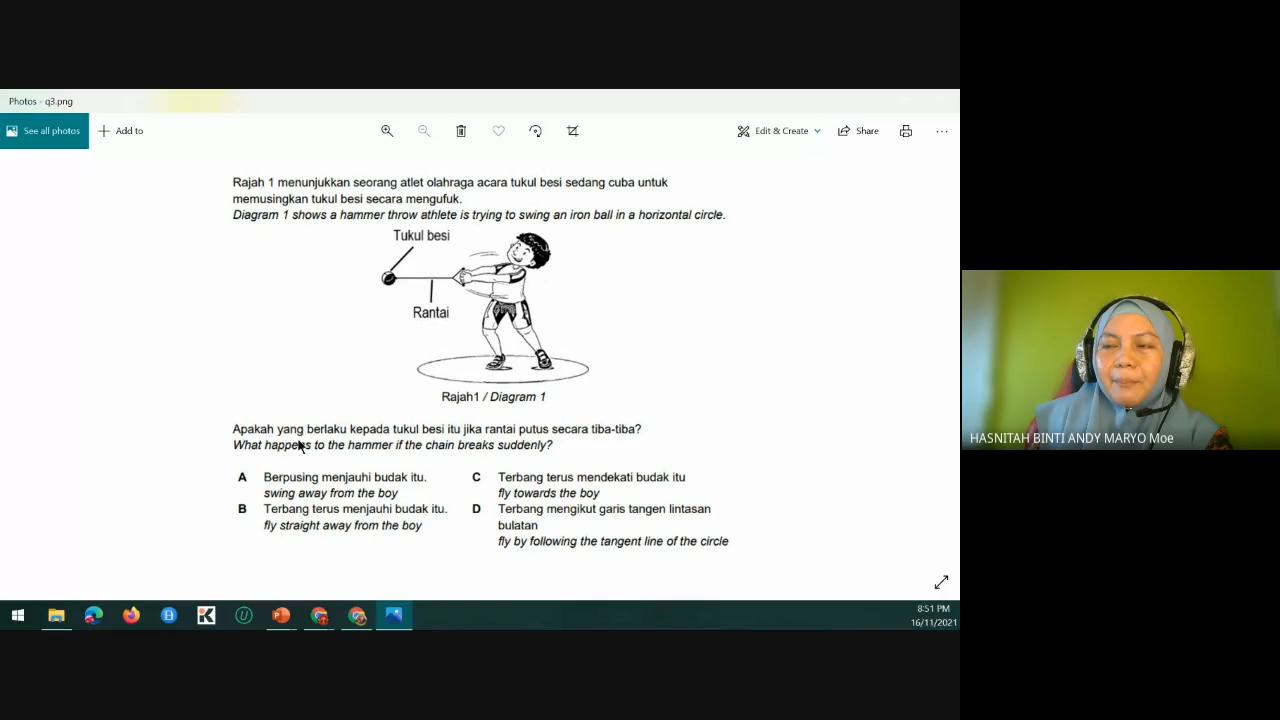 Photos - q3.png
See all photos
Add to
Edit & Create
Share
Rajah 1 menunjukkan seorang atlet olahraga acara tukul besi sedang cuba untuk
memusingkan tukul besi secara mengufuk.
Diagram 1 shows a hammer throw athlete is trying to swing an iron ball in a horizontal circle.
Tukul besi
Rantai
Rajah1 / Diagram 1
Apakah yang berlaku kepada tukul besi itu jika rantai putus secara tiba-tiba?
What happens to the hammer if the chain breaks suddenly?
A Berpusing menjauhi budak itu.
swing away from the boy
B Terbang terus menjauhi budak itu.
fly straight away from the boy
C Terbang terus mendekati budak itu
fly towards the boy
D Terbang mengikut garis tangen lintasan
bulatan
fly by following the tangent line of the circle
8:51 PM
16/11/2021
HASNITAH BINTI ANDY MARYO Moe